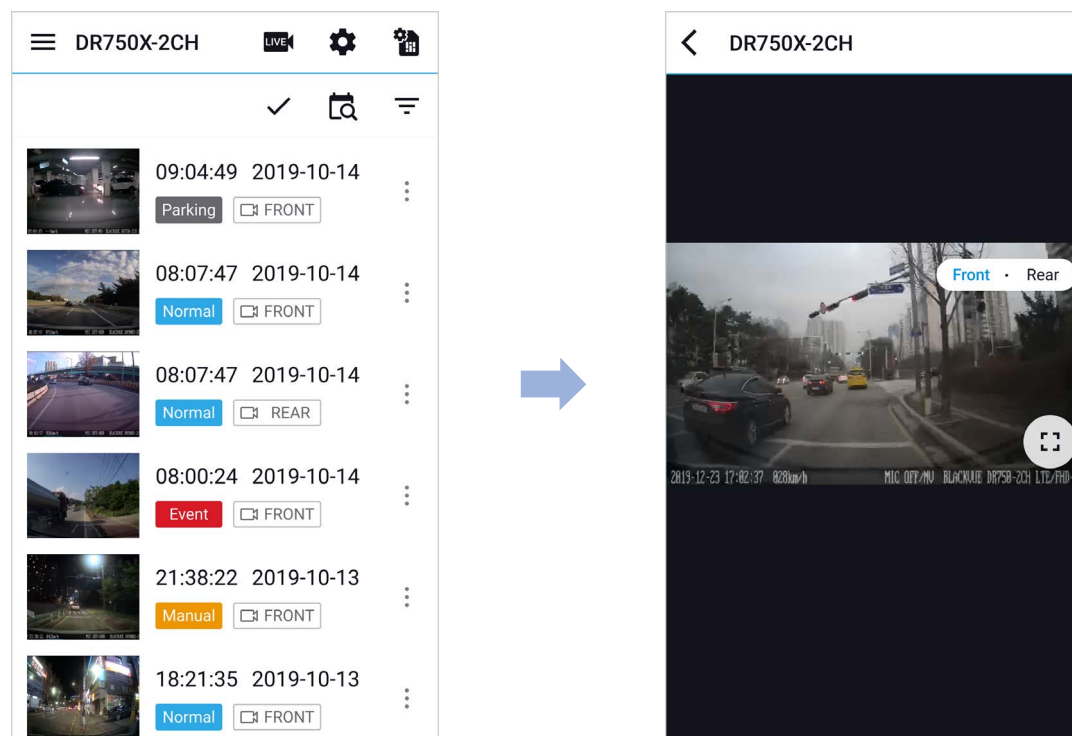 DR750X-2CH
LIVE
09:04:49 2019-10-14
Parking FRONT
08:07:47 2019-10-14
Normal FRONT
08:07:47 2019-10-14
Normal REAR
08:00:24 2019-10-14
Event FRONT
21:38:22 2019-10-13
Manual FRONT
18:21:35 2019-10-13
Normal FRONT
DR750X-2CH
Front · Rear
2019-12-23 17:02:37 028km/h MIC OFF/NV BLACKVUE DR750-2CH LTE/FHD